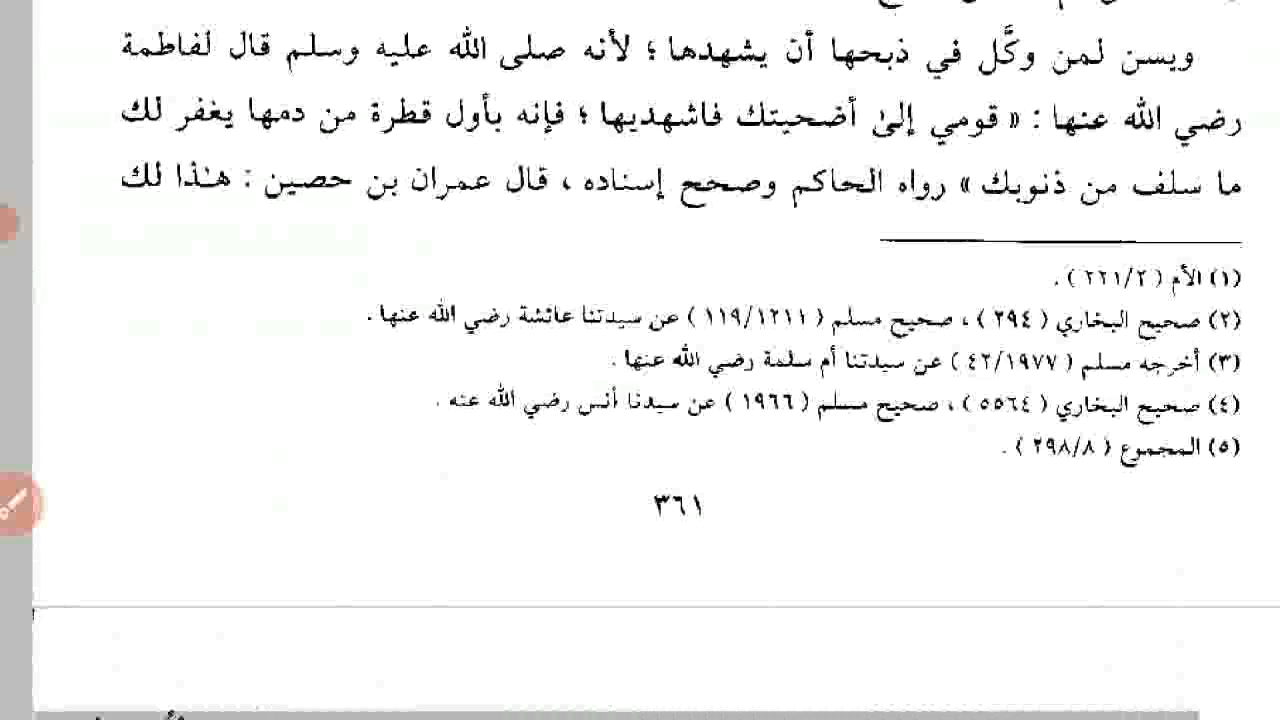 ويسن لمن وكَّل في ذبحها أن يشهدها ؛ لأنه صلى الله عليه وسلم قال لفاطمة
رضي الله عنها : « قومي إلىٰ أضحيتك فاشهديها ؛ فإنه بأول قطرة من دمها يغفر لك
ما سلف من ذنوبك » رواه الحاكم وصحح إسناده ، قال عمران بن حصين : هـٰذا لك
(١) الأم ( ٢٢١/٢ ) .
(٢) صحيح البخاري ( ٢٩٤ ) ، صحيح مسلم ( ١١٩/١٢١١ ) عن سيدتنا عائشة رضي الله عنها .
(٣) أخرجه مسلم ( ٤٢/١٩٧٧ ) عن سيدتنا أم سلمة رضي الله عنها .
(٤) صحيح البخاري ( ٥٥٦٤ ) ، صحيح مسلم ( ١٩٦٦ ) عن سيدنا أنس رضي الله عنه .
(٥) المجموع ( ٢٩٨/٨ ) .
٣٦١